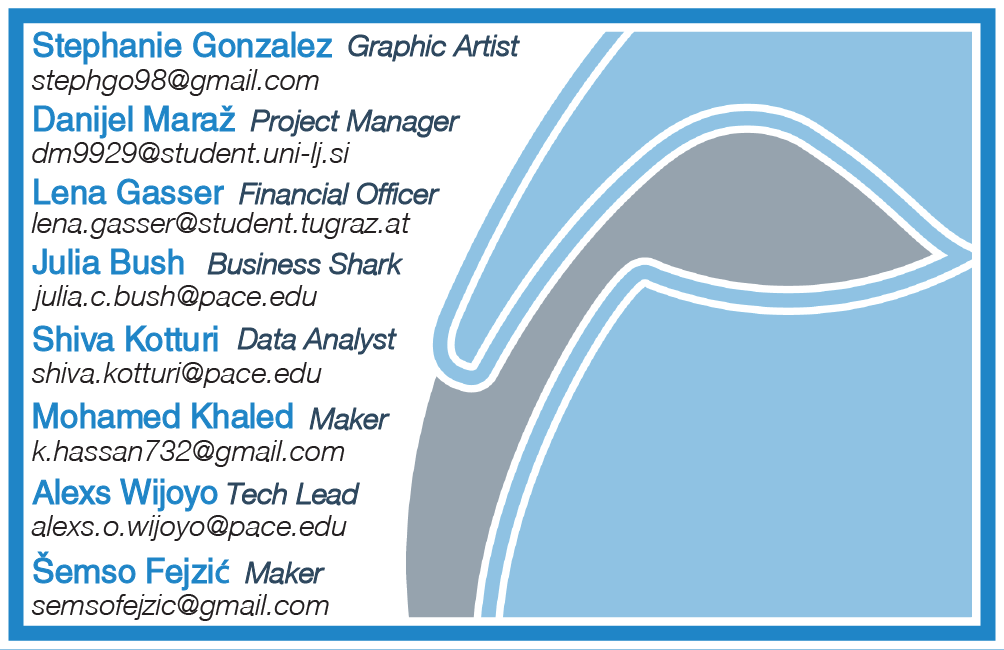 Stephanie Gonzalez Graphic Artist
stephgo98@gmail.com
Danijel Maraž Project Manager
dm9929@student.uni-lj.si
Lena Gasser Financial Officer
lena.gasser@student.tugraz.at
Julia Bush Business Shark
julia.c.bush@pace.edu
Shiva Kotturi Data Analyst
shiva.kotturi@pace.edu
Mohamed Khaled Maker
k.hassan732@gmail.com
Alexs Wijoyo Tech Lead
alexs.o.wijoyo@pace.edu
Šemso Fejzić Maker
semsofejzic@gmail.com